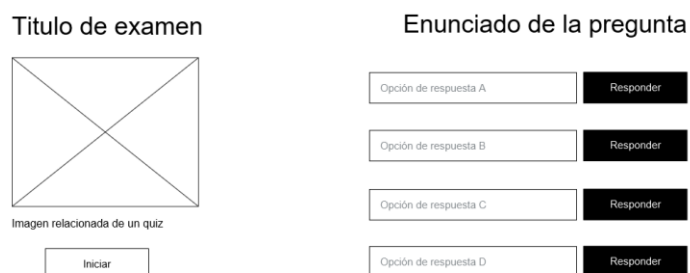 Titulo de examen
Imagen relacionada de un quiz
Iniciar
Enunciado de la pregunta
Opción de respuesta A
Responder
Opción de respuesta B
Responder
Opción de respuesta C
Responder
Opción de respuesta D
Responder